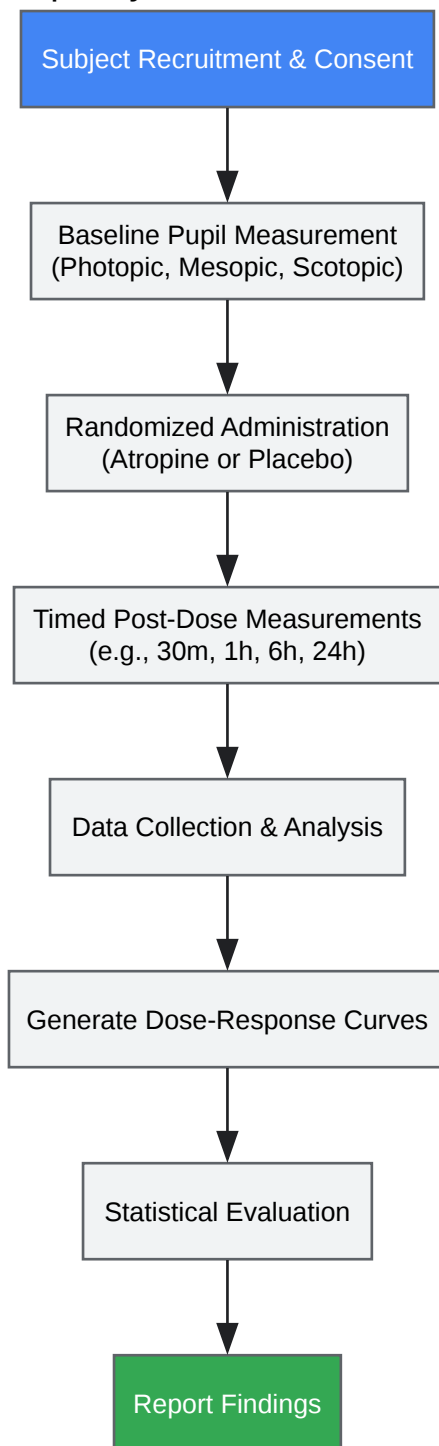 Subject Recruitment & Consent
Baseline Pupil Measurement
(Photopic, Mesopic, Scotopic)
Randomized Administration
(Atropine or Placebo)
Timed Post-Dose Measurements
(e.g., 30m, 1h, 6h, 24h)
Data Collection & Analysis
Generate Dose-Response Curves
Statistical Evaluation
Report Findings